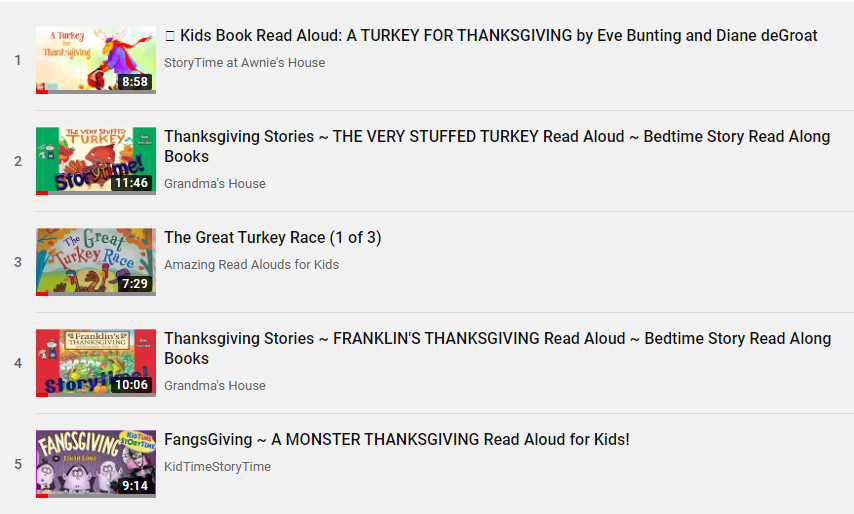 1
A Turkey
for
Thanksgiving
8:58
Kids Book Read Aloud: A TURKEY FOR THANKSGIVING by Eve Bunting and Diane deGroat
StoryTime at Awnie's House
2
THE VERY STUFFED
TURKEY
Storytime!
11:46
Thanksgiving Stories ~ THE VERY STUFFED TURKEY Read Aloud ~ Bedtime Story Read Along
Books
Grandma's House
3
The Great
Turkey Race
7:29
The Great Turkey Race (1 of 3)
Amazing Read Alouds for Kids
4
Franklin's
THANKSGIVING
Storytime!
10:06
Thanksgiving Stories ~ FRANKLIN'S THANKSGIVING Read Aloud ~ Bedtime Story Read Along
Books
Grandma's House
5
FANGSGIVING
ETHAN LONG
KIDTIME
STORYTIME
9:14
FangsGiving ~ A MONSTER THANKSGIVING Read Aloud for Kids!
KidTimeStoryTime